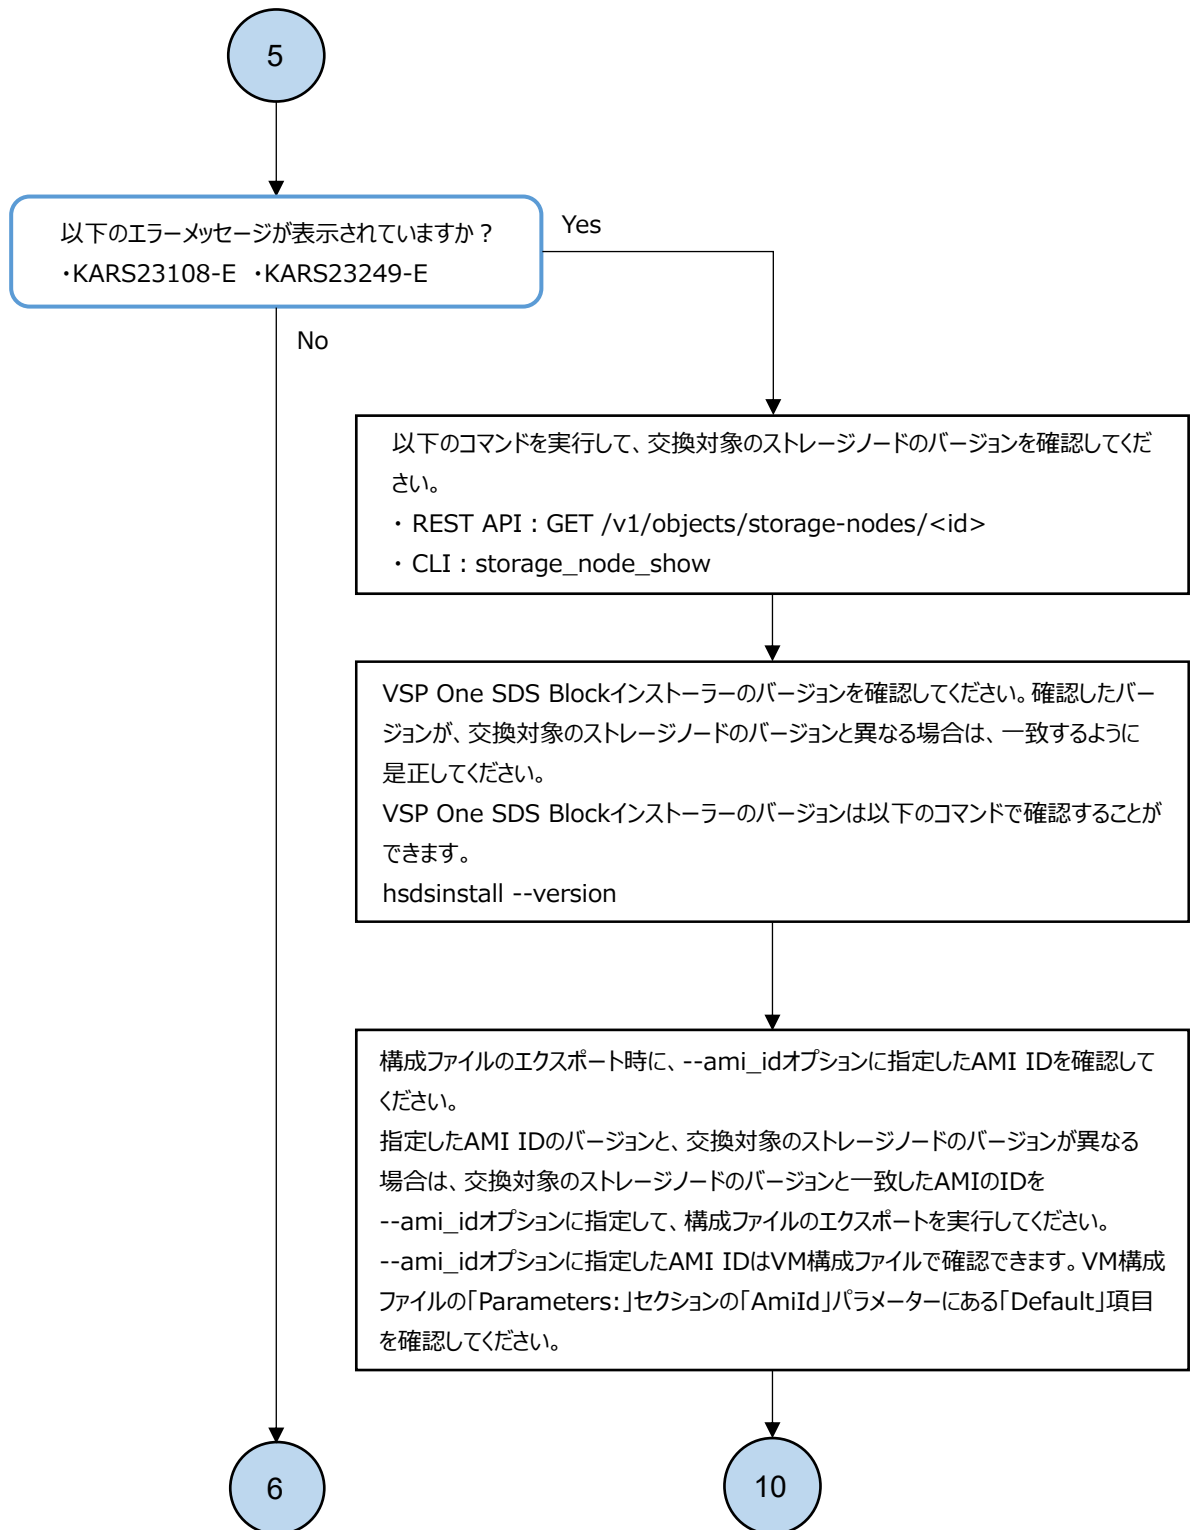 5
以下のエラーメッセージが表示されていますか？
・KARS23108-E ・KARS23249-E
Yes
No
以下のコマンドを実行して、交換対象のストレージノードのバージョンを確認してくだ
さい。
・ REST API : GET /v1/objects/storage-nodes/<id>
・ CLI : storage_node_show
VSP One SDS Blockインストーラーのバージョンを確認してください。確認したバー
ジョンが、交換対象のストレージノードのバージョンと異なる場合は、一致するように
是正してください。
VSP One SDS Blockインストーラーのバージョンは以下のコマンドで確認することが
できます。
hsdsinstall --version
構成ファイルのエクスポート時に、--ami_idオプションに指定したAMI IDを確認して
ください。
指定したAMI IDのバージョンと、交換対象のストレージノードのバージョンが異なる
場合は、交換対象のストレージノードのバージョンと一致したAMIのIDを
--ami_idオプションに指定して、構成ファイルのエクスポートを実行してください。
--ami_idオプションに指定したAMI IDはVM構成ファイルで確認できます。VM構成
ファイルの「Parameters:」セクションの「AmiId」パラメーターにある「Default」項目
を確認してください。
6
10